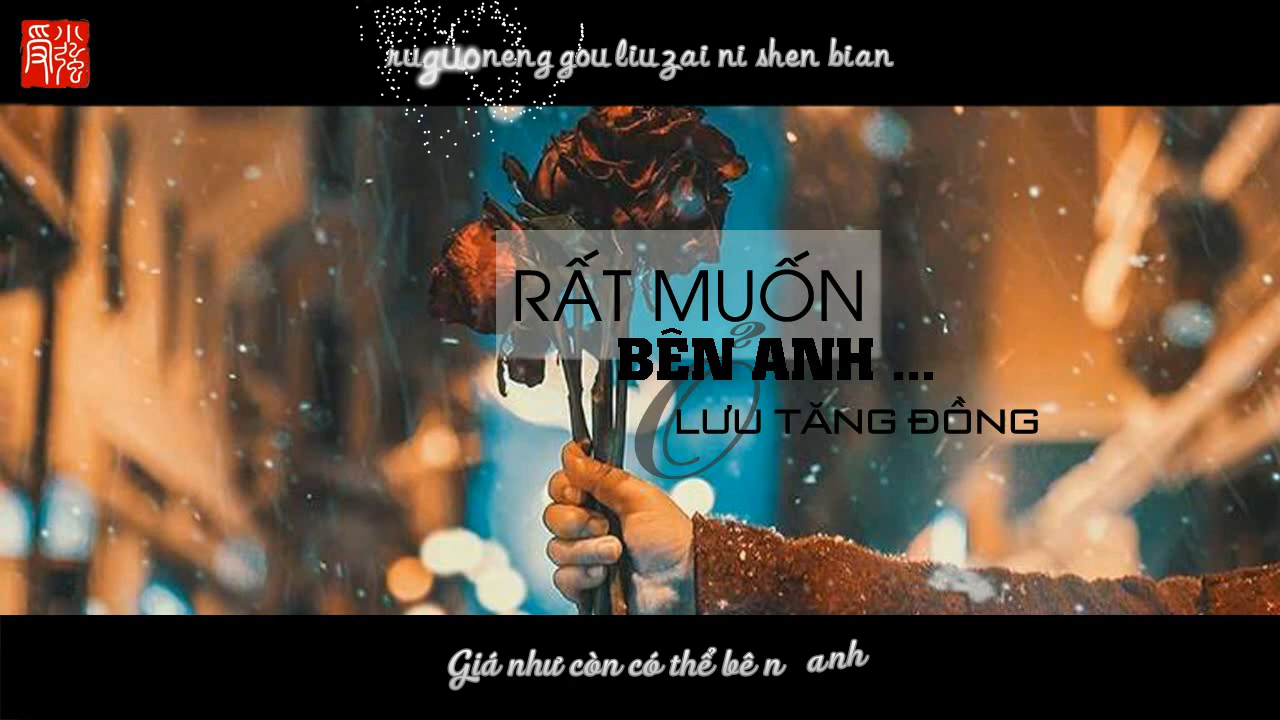 ruguoneng gou liu zai ni shen bian
RẤT MUỐN
Ở
BÊN ANH ...
LƯU TĂNG ĐỒNG
Giá như còn có thể bên anh